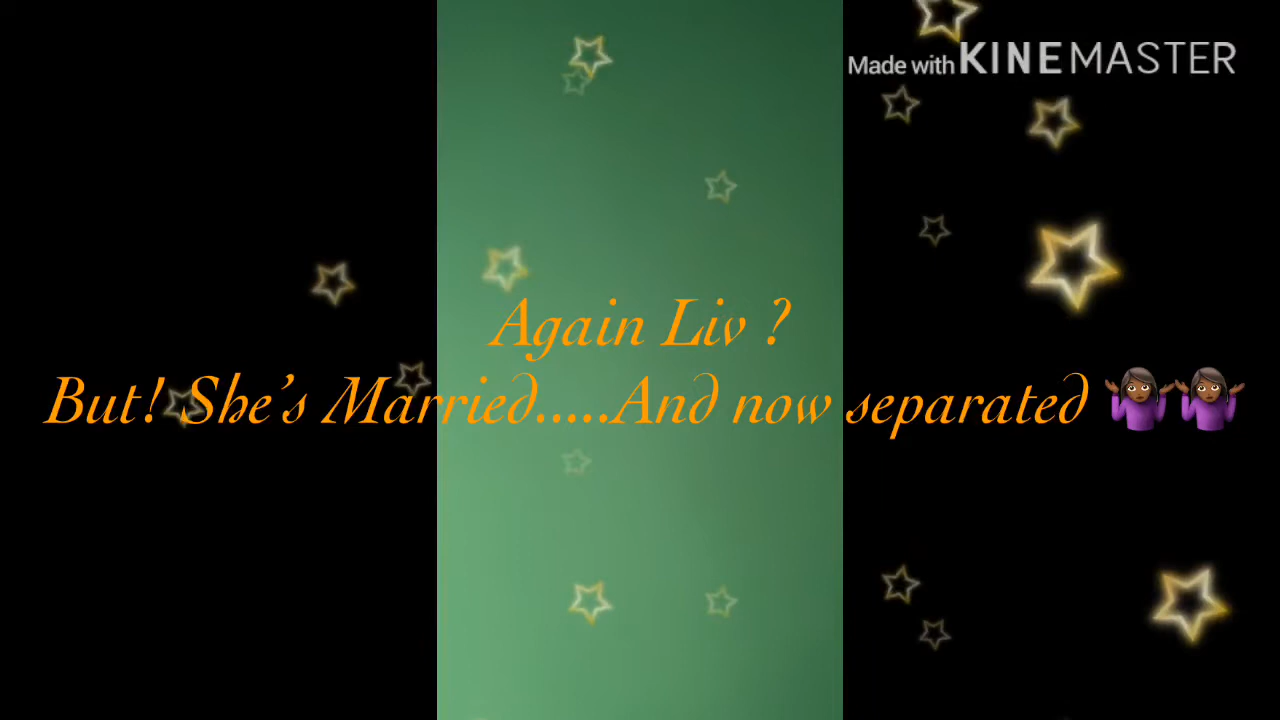 Made with KINEMASTER
Again Liv ?
But! She's Married.....And now separated 🤷🏾‍♀️🤷🏾‍♀️